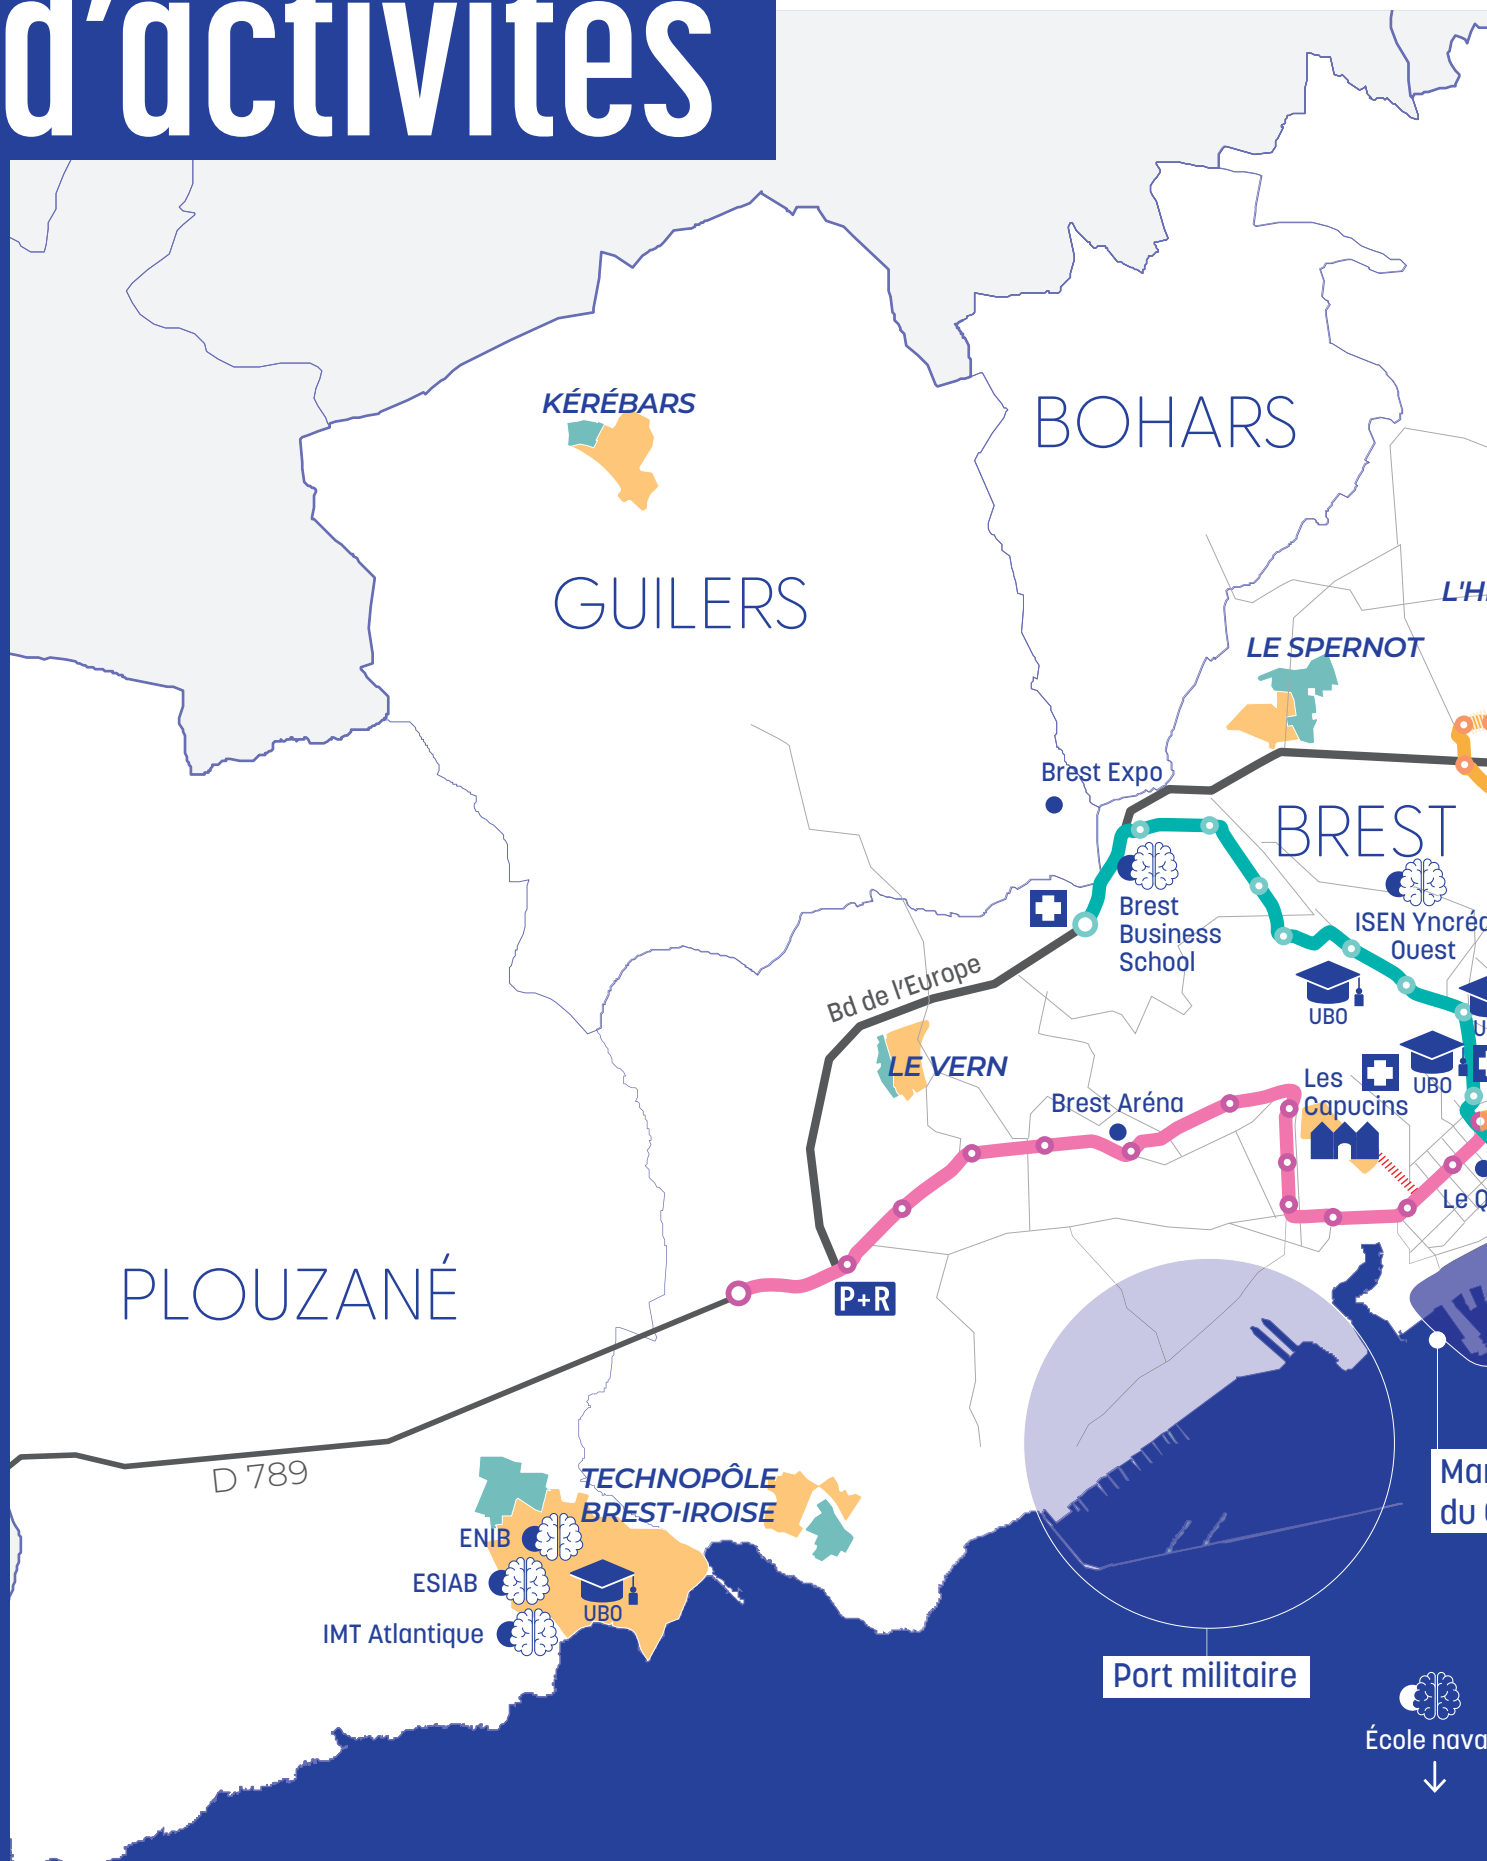 d'activités
KÉRÉBARS
BOHARS
GUILERS
L'H
LE SPERNOT
Brest Expo
BREST
Brest
Business
School
ISEN Yncréa
Ouest
Bd de l'Europe
UBO
U
LE VERN
Les
Capucins
UBO
Brest Aréna
Le Q
PLOUZANÉ
P+R
D 789
TECHNOPÔLE
BREST-IROISE
Mar
du
ENIB
ESIAB
UBO
IMT Atlantique
Port militaire
École nava